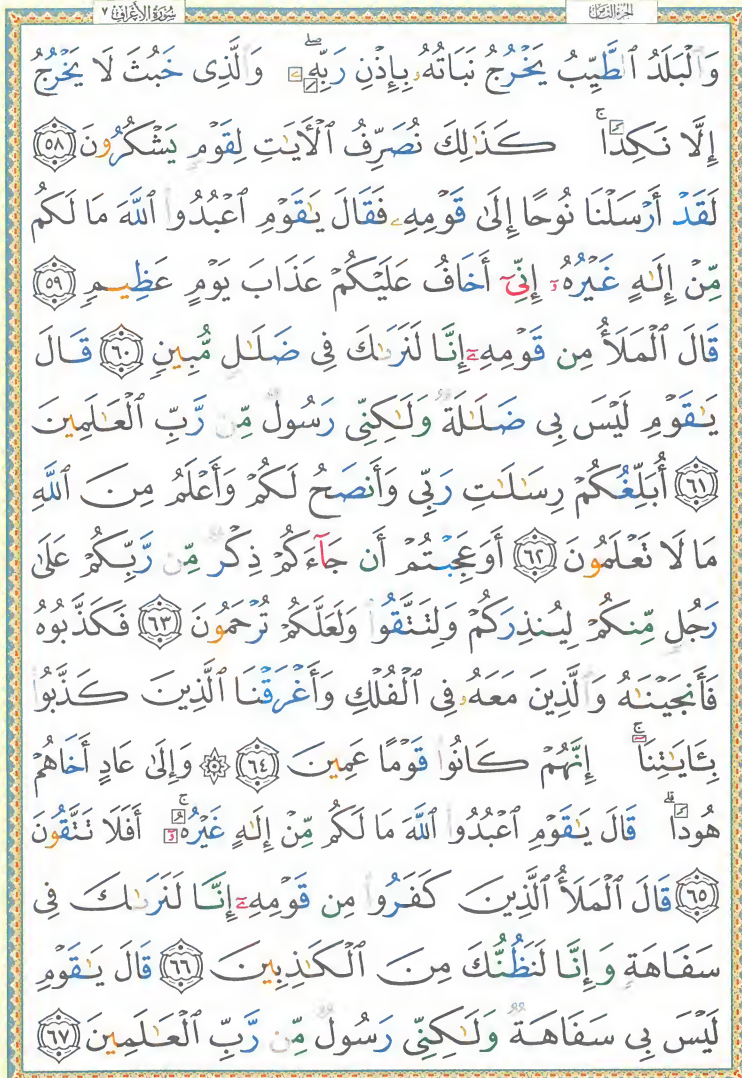 سُورَةُ الأَعْرَافِ ٧
الجزء الثامن
وَٱلْبَلَدُ ٱلطَّيِّبُ يَخْرُجُ نَبَاتُهُۥ بِإِذْنِ رَبِّهِۦۖ وَٱلَّذِى خَبُثَ لَا يَخْرُجُ
إِلَّا نَكِدًاۚ كَذَٰلِكَ نُصَرِّفُ ٱلْأَيَٰتِ لِقَوْمٍ يَشْكُرُونَ ٥٨
لَقَدْ أَرْسَلْنَا نُوحًا إِلَىٰ قَوْمِهِۦ فَقَالَ يَٰقَوْمِ ٱعْبُدُوا۟ ٱللَّهَ مَا لَكُم
مِّنْ إِلَٰهٍ غَيْرُهُۥٓ إِنِّىٓ أَخَافُ عَلَيْكُمْ عَذَابَ يَوْمٍ عَظِيمٍ ٥٩
قَالَ ٱلْمَلَأُ مِن قَوْمِهِۦٓ إِنَّا لَنَرَىٰكَ فِى ضَلَٰلٍ مُّبِينٍ ٦٠ قَالَ
يَٰقَوْمِ لَيْسَ بِى ضَلَٰلَةٌ وَلَٰكِنِّى رَسُولٌ مِّن رَّبِّ ٱلْعَٰلَمِينَ
٦١ أُبَلِّغُكُمْ رِسَٰلَٰتِ رَبِّى وَأَنصَحُ لَكُمْ وَأَعْلَمُ مِنَ ٱللَّهِ
مَا لَا تَعْلَمُونَ ٦٢ أَوَعَجِبْتُمْ أَن جَآءَكُمْ ذِكْرٌ مِّن رَّبِّكُمْ عَلَىٰ
رَجُلٍ مِّنكُمْ لِيُنذِرَكُمْ وَلِتَتَّقُوا۟ وَلَعَلَّكُمْ تُرْحَمُونَ ٦٣ فَكَذَّبُوهُ
فَأَنجَيْنَٰهُ وَٱلَّذِينَ مَعَهُۥ فِى ٱلْفُلْكِ وَأَغْرَقْنَا ٱلَّذِينَ كَذَّبُوا۟
بِـَٔايَٰتِنَآۚ إِنَّهُمْ كَانُوا۟ قَوْمًا عَمِينَ ٦٤ ۞ وَإِلَىٰ عَادٍ أَخَاهُمْ
هُودًاۗ قَالَ يَٰقَوْمِ ٱعْبُدُوا۟ ٱللَّهَ مَا لَكُم مِّنْ إِلَٰهٍ غَيْرُهُۥٓۚ أَفَلَا تَتَّقُونَ
٦٥ قَالَ ٱلْمَلَأُ ٱلَّذِينَ كَفَرُوا۟ مِن قَوْمِهِۦٓ إِنَّا لَنَرَىٰكَ فِى
سَفَاهَةٍ وَإِنَّا لَنَظُنُّكَ مِنَ ٱلْكَٰذِبِينَ ٦٦ قَالَ يَٰقَوْمِ
لَيْسَ بِى سَفَاهَةٌ وَلَٰكِنِّى رَسُولٌ مِّن رَّبِّ ٱلْعَٰلَمِينَ ٦٧